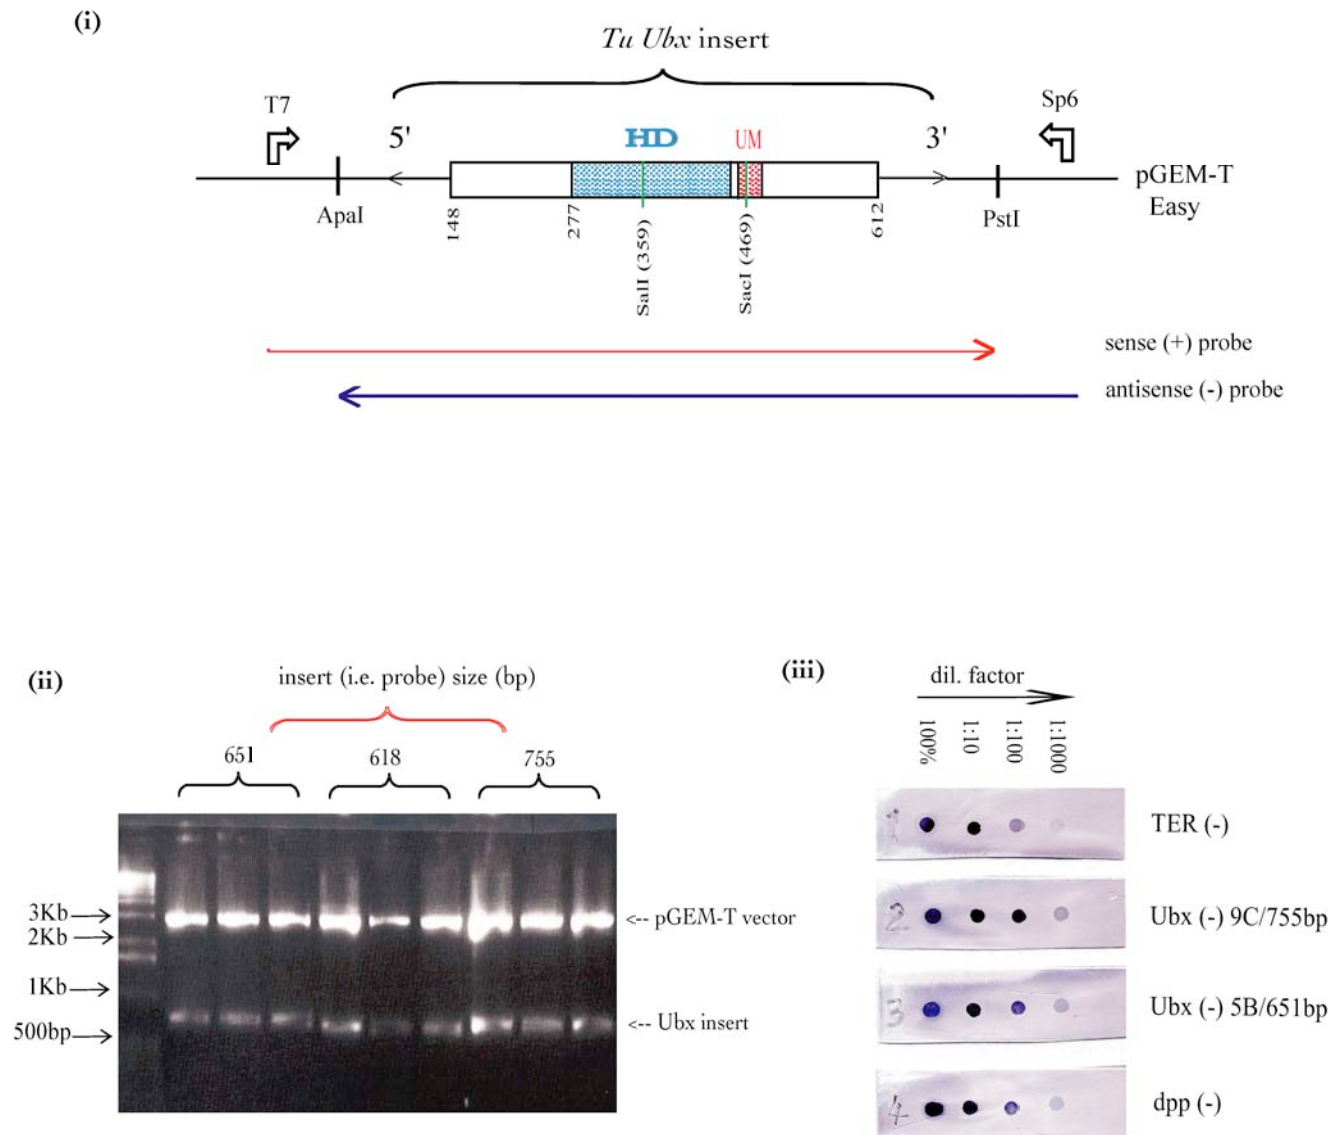 (i)
Tu Ubx insert
T7
Sp6
5'
HD
UM
3'
pGEM-T
Easy
ApaI
PstI
148
277
SalI (359)
SacI (469)
612
sense (+) probe
antisense (-) probe
(ii)
insert (i.e. probe) size (bp)
651
618
755
3Kb
2Kb
1Kb
500bp
<-- pGEM-T vector
<-- Ubx insert
(iii)
dil. factor
100%
1:10
1:100
1:1000
1
TER (-)
2
Ubx (-) 9C/755bp
3
Ubx (-) 5B/651bp
4
dpp (-)